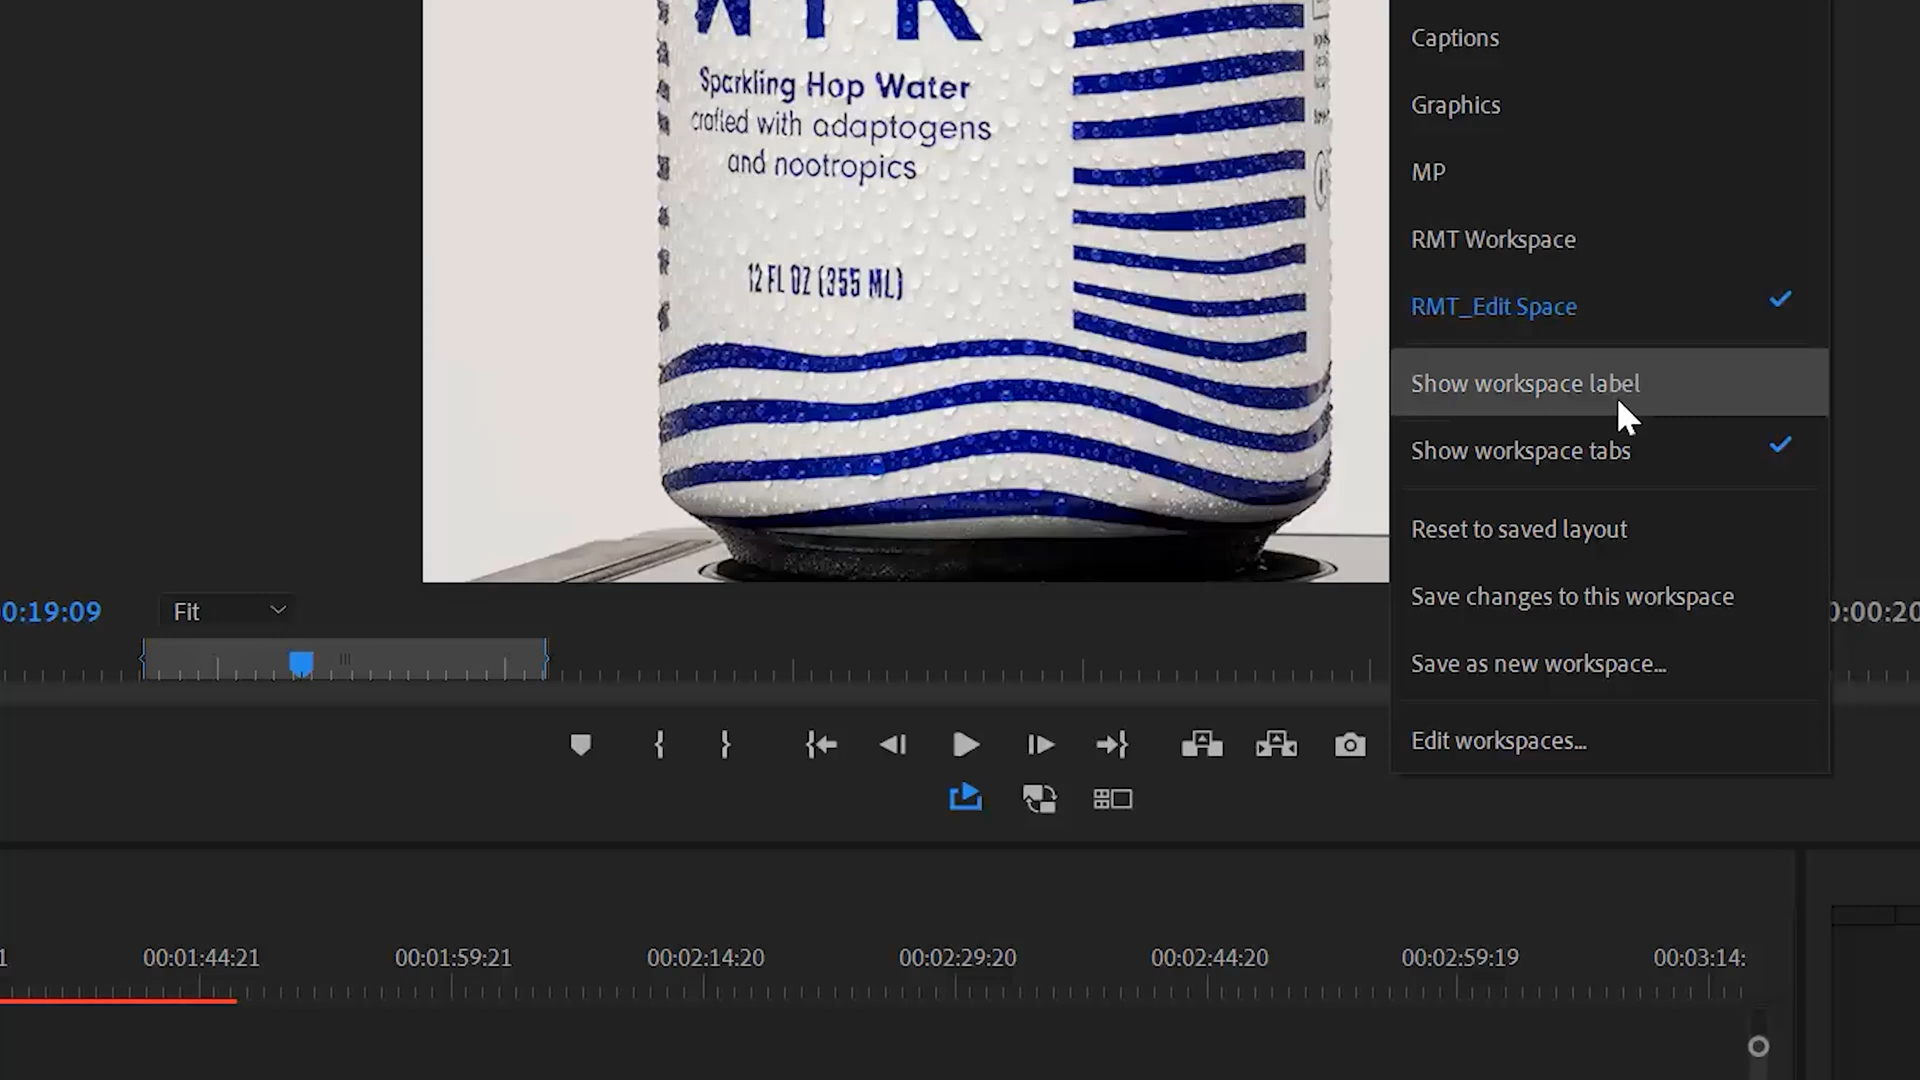 WTR
Sparkling Hop Water
crafted with adaptogens
and nootropics
12 FL OZ (355 ML)
Captions
Graphics
MP
RMT Workspace
RMT_Edit Space
Show workspace label
Show workspace tabs
Reset to saved layout
Save changes to this workspace
Save as new workspace...
Edit workspaces...
0:19:09
Fit
0:00:20
1
00:01:44:21
00:01:59:21
00:02:14:20
00:02:29:20
00:02:44:20
00:02:59:19
00:03:14: